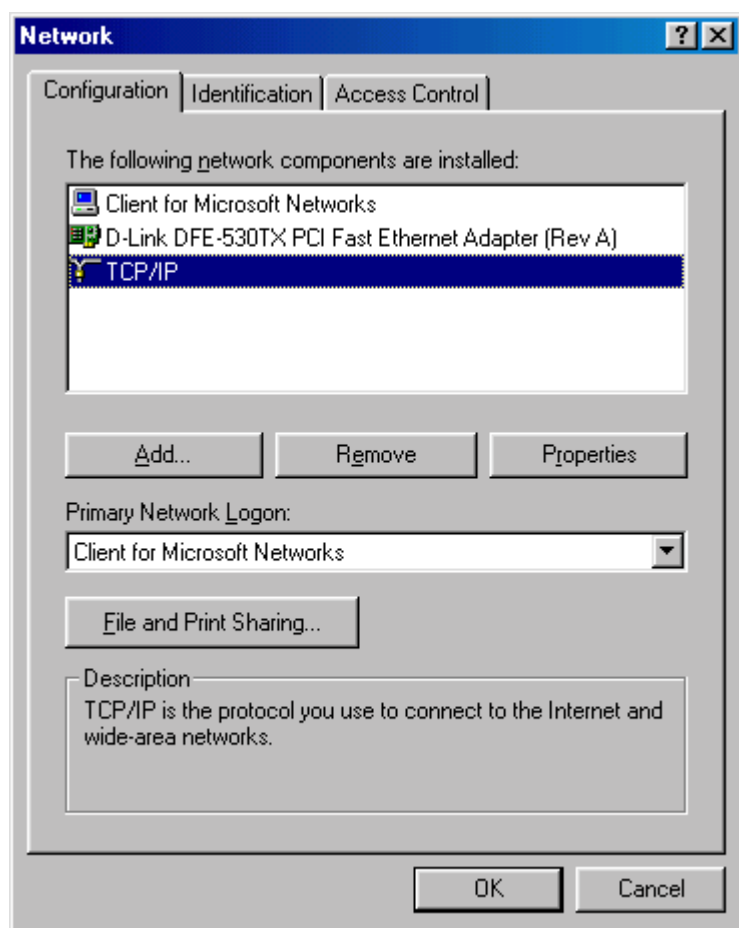 Network
Configuration Identification Access Control
The following network components are installed:
Client for Microsoft Networks
D-Link DFE-530TX PCI Fast Ethernet Adapter (Rev A)
TCP/IP
Add... Remove Properties
Primary Network Logon:
Client for Microsoft Networks
File and Print Sharing...
Description
TCP/IP is the protocol you use to connect to the Internet and
wide-area networks.
OK Cancel